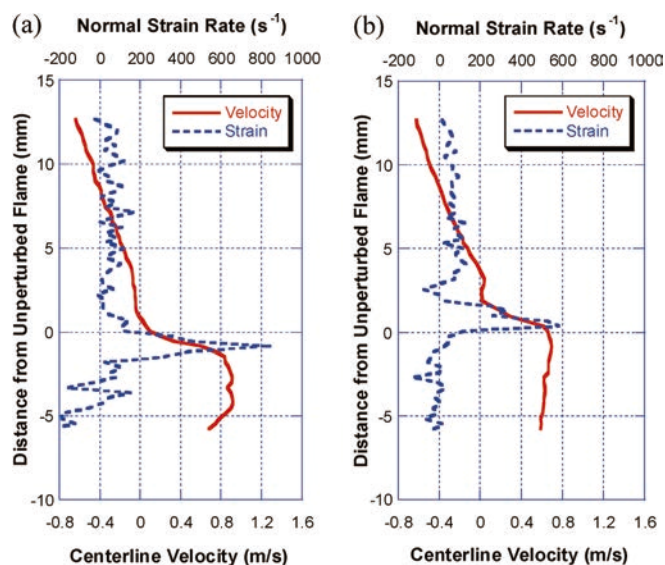 (a)
Normal Strain Rate (s⁻¹)
-200 0 200 400 600 800 1000
Velocity
Strain
Distance from Unperturbed Flame (mm)
15
10
5
0
-5
-10
-0.8 -0.4 0 0.4 0.8 1.2 1.6
Centerline Velocity (m/s)
(b)
Normal Strain Rate (s⁻¹)
-200 0 200 400 600 800 1000
Velocity
Strain
Distance from Unperturbed Flame (mm)
15
10
5
0
-5
-10
-0.8 -0.4 0 0.4 0.8 1.2 1.6
Centerline Velocity (m/s)